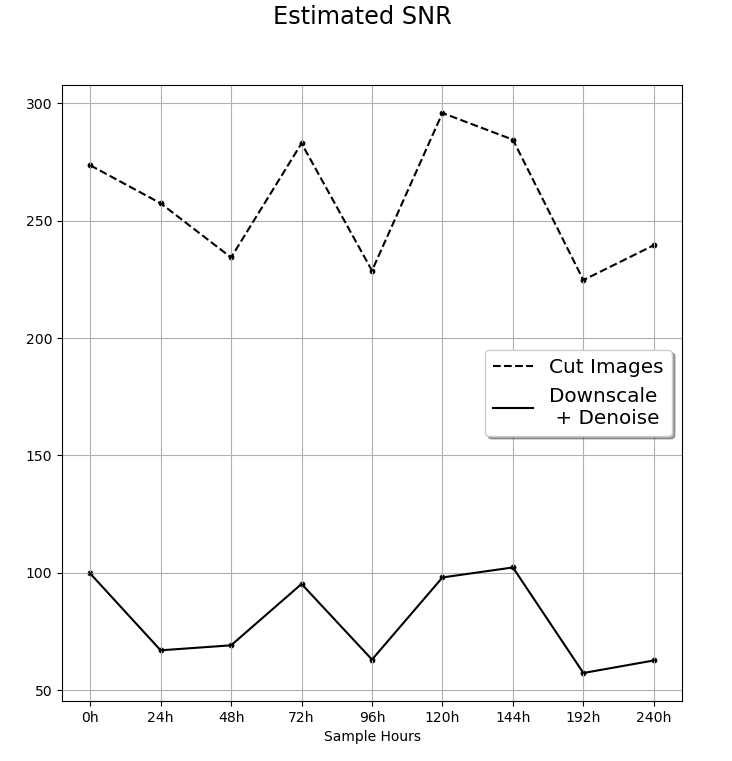 Estimated SNR
300
250
200
150
100
50
Cut Images
Downscale
+ Denoise
0h 24h 48h 72h 96h 120h 144h 192h 240h
Sample Hours